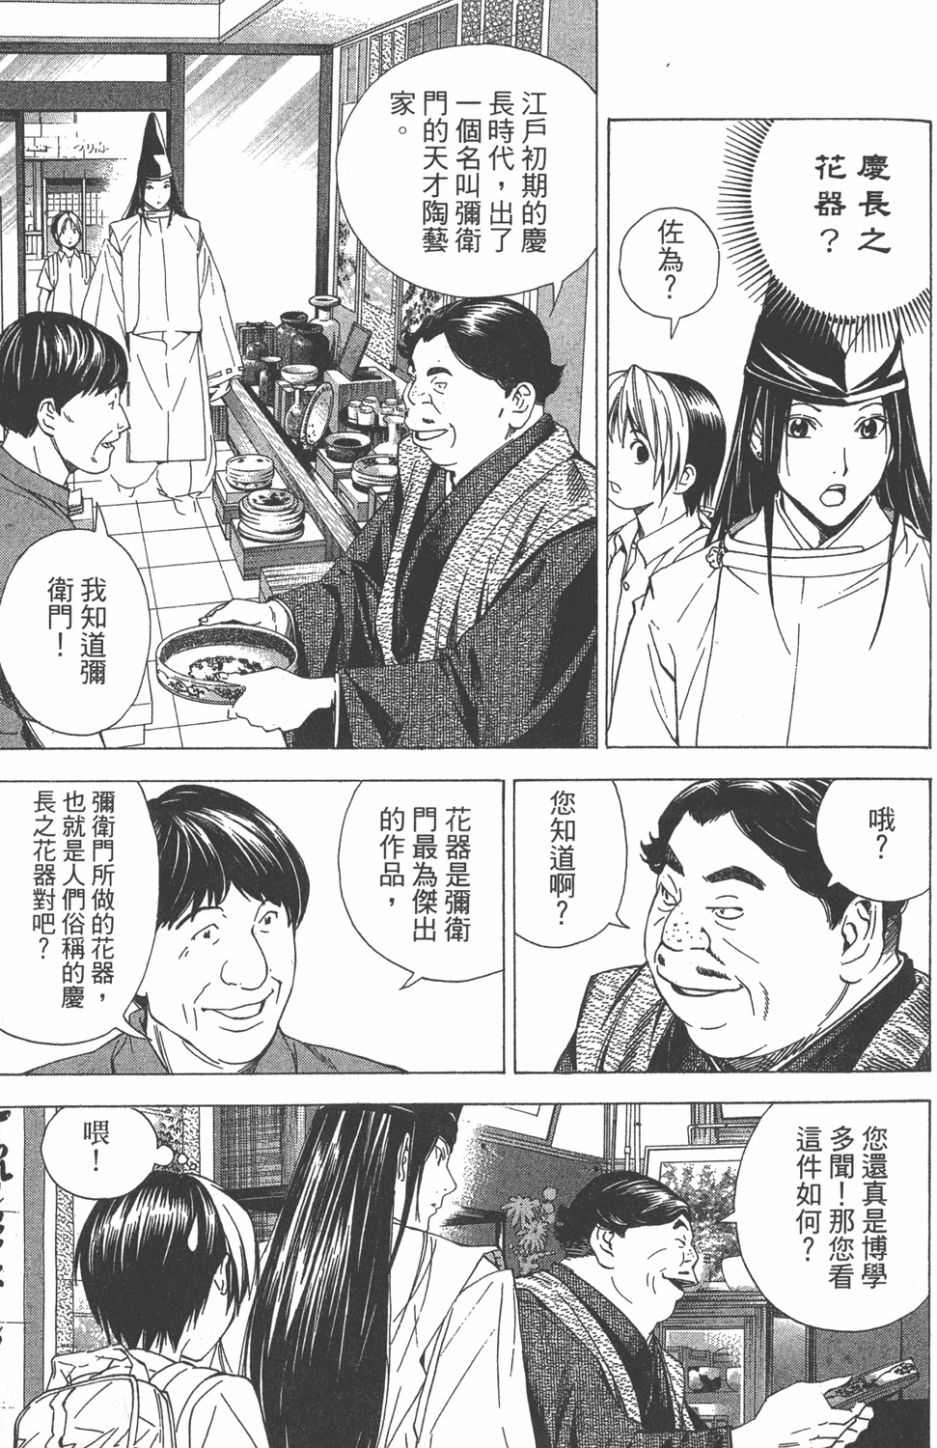 慶長之
花器？
佐為？
江戶初期的慶
長時代，出了
一個名叫彌衛
門的天才陶藝
家。
我知道彌
衛門！
哦？
您知道啊？
花器是彌衛
門最為傑出
的作品，
彌衛門所做的花器，
也就是人們俗稱的慶
長之花器對吧？
您還真是博學
多聞！那您看
這件如何？
喂！